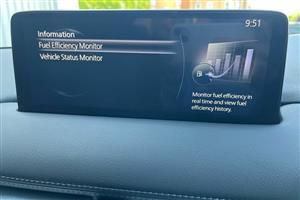 9:51
Information
Fuel Efficiency Monitor
Vehicle Status Monitor
Monitor fuel efficiency in
real time and view fuel
efficiency history.